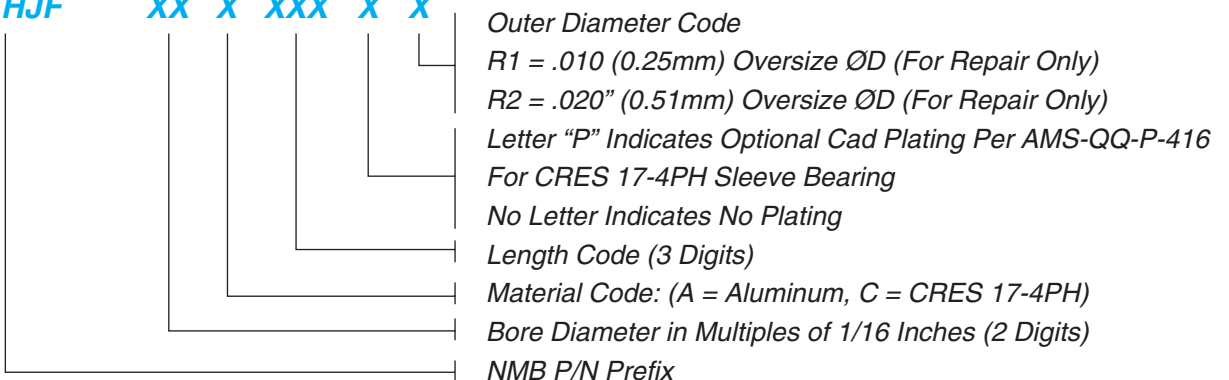 HJF XX X XXX X X
Outer Diameter Code
R1 = .010 (0.25mm) Oversize ØD (For Repair Only)
R2 = .020” (0.51mm) Oversize ØD (For Repair Only)
Letter “P” Indicates Optional Cad Plating Per AMS-QQ-P-416
For CRES 17-4PH Sleeve Bearing
No Letter Indicates No Plating
Length Code (3 Digits)
Material Code: (A = Aluminum, C = CRES 17-4PH)
Bore Diameter in Multiples of 1/16 Inches (2 Digits)
NMB P/N Prefix